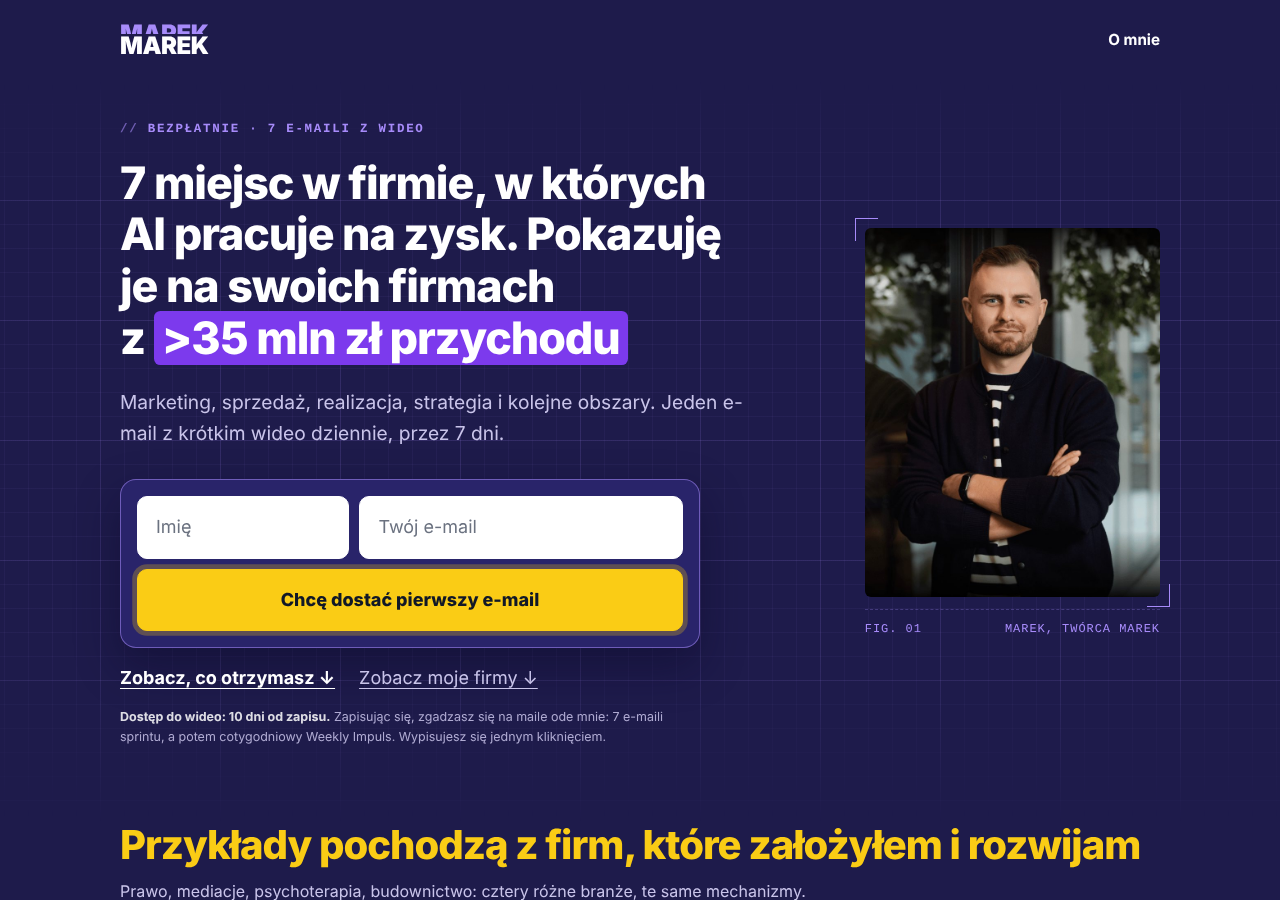 MAREK
MAREK
O mnie
// BEZPŁATNIE · 7 E-MAILI Z WIDEO
7 miejsc w firmie, w których
AI pracuje na zysk. Pokazuję
je na swoich firmach
z >35 mln zł przychodu
Marketing, sprzedaż, realizacja, strategia i kolejne obszary. Jeden e-
mail z krótkim wideo dziennie, przez 7 dni.
Imię
Twój e-mail
Chcę dostać pierwszy e-mail
FIG. 01
MAREK, TWÓRCA MAREK
Zobacz, co otrzymasz ↓
Zobacz moje firmy ↓
Dostęp do wideo: 10 dni od zapisu. Zapisując się, zgadzasz się na maile ode mnie: 7 e-maili
sprintu, a potem cotygodniowy Weekly Impuls. Wypisujesz się jednym kliknięciem.
Przykłady pochodzą z firm, które założyłem i rozwijam
Prawo, mediacje, psychoterapia, budownictwo: cztery różne branże, te same mechanizmy.